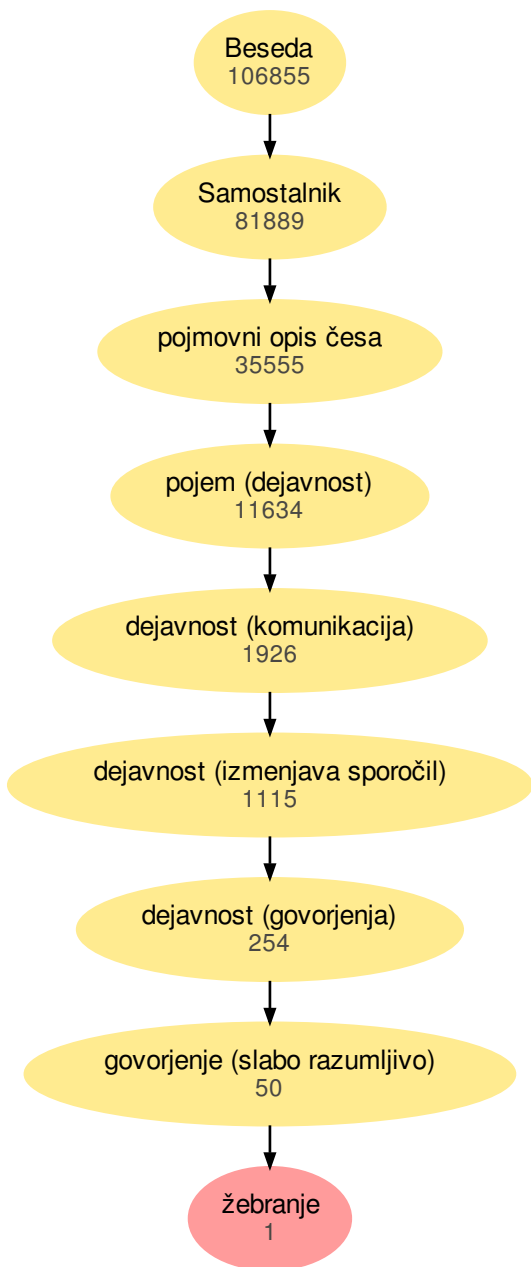 Beseda
106855
Samostalnik
81889
pojmovni opis česa
35555
pojem (dejavnost)
11634
dejavnost (komunikacija)
1926
dejavnost (izmenjava sporočil)
1115
dejavnost (govorjenja)
254
govorjenje (slabo razumljivo)
50
žebranje
1